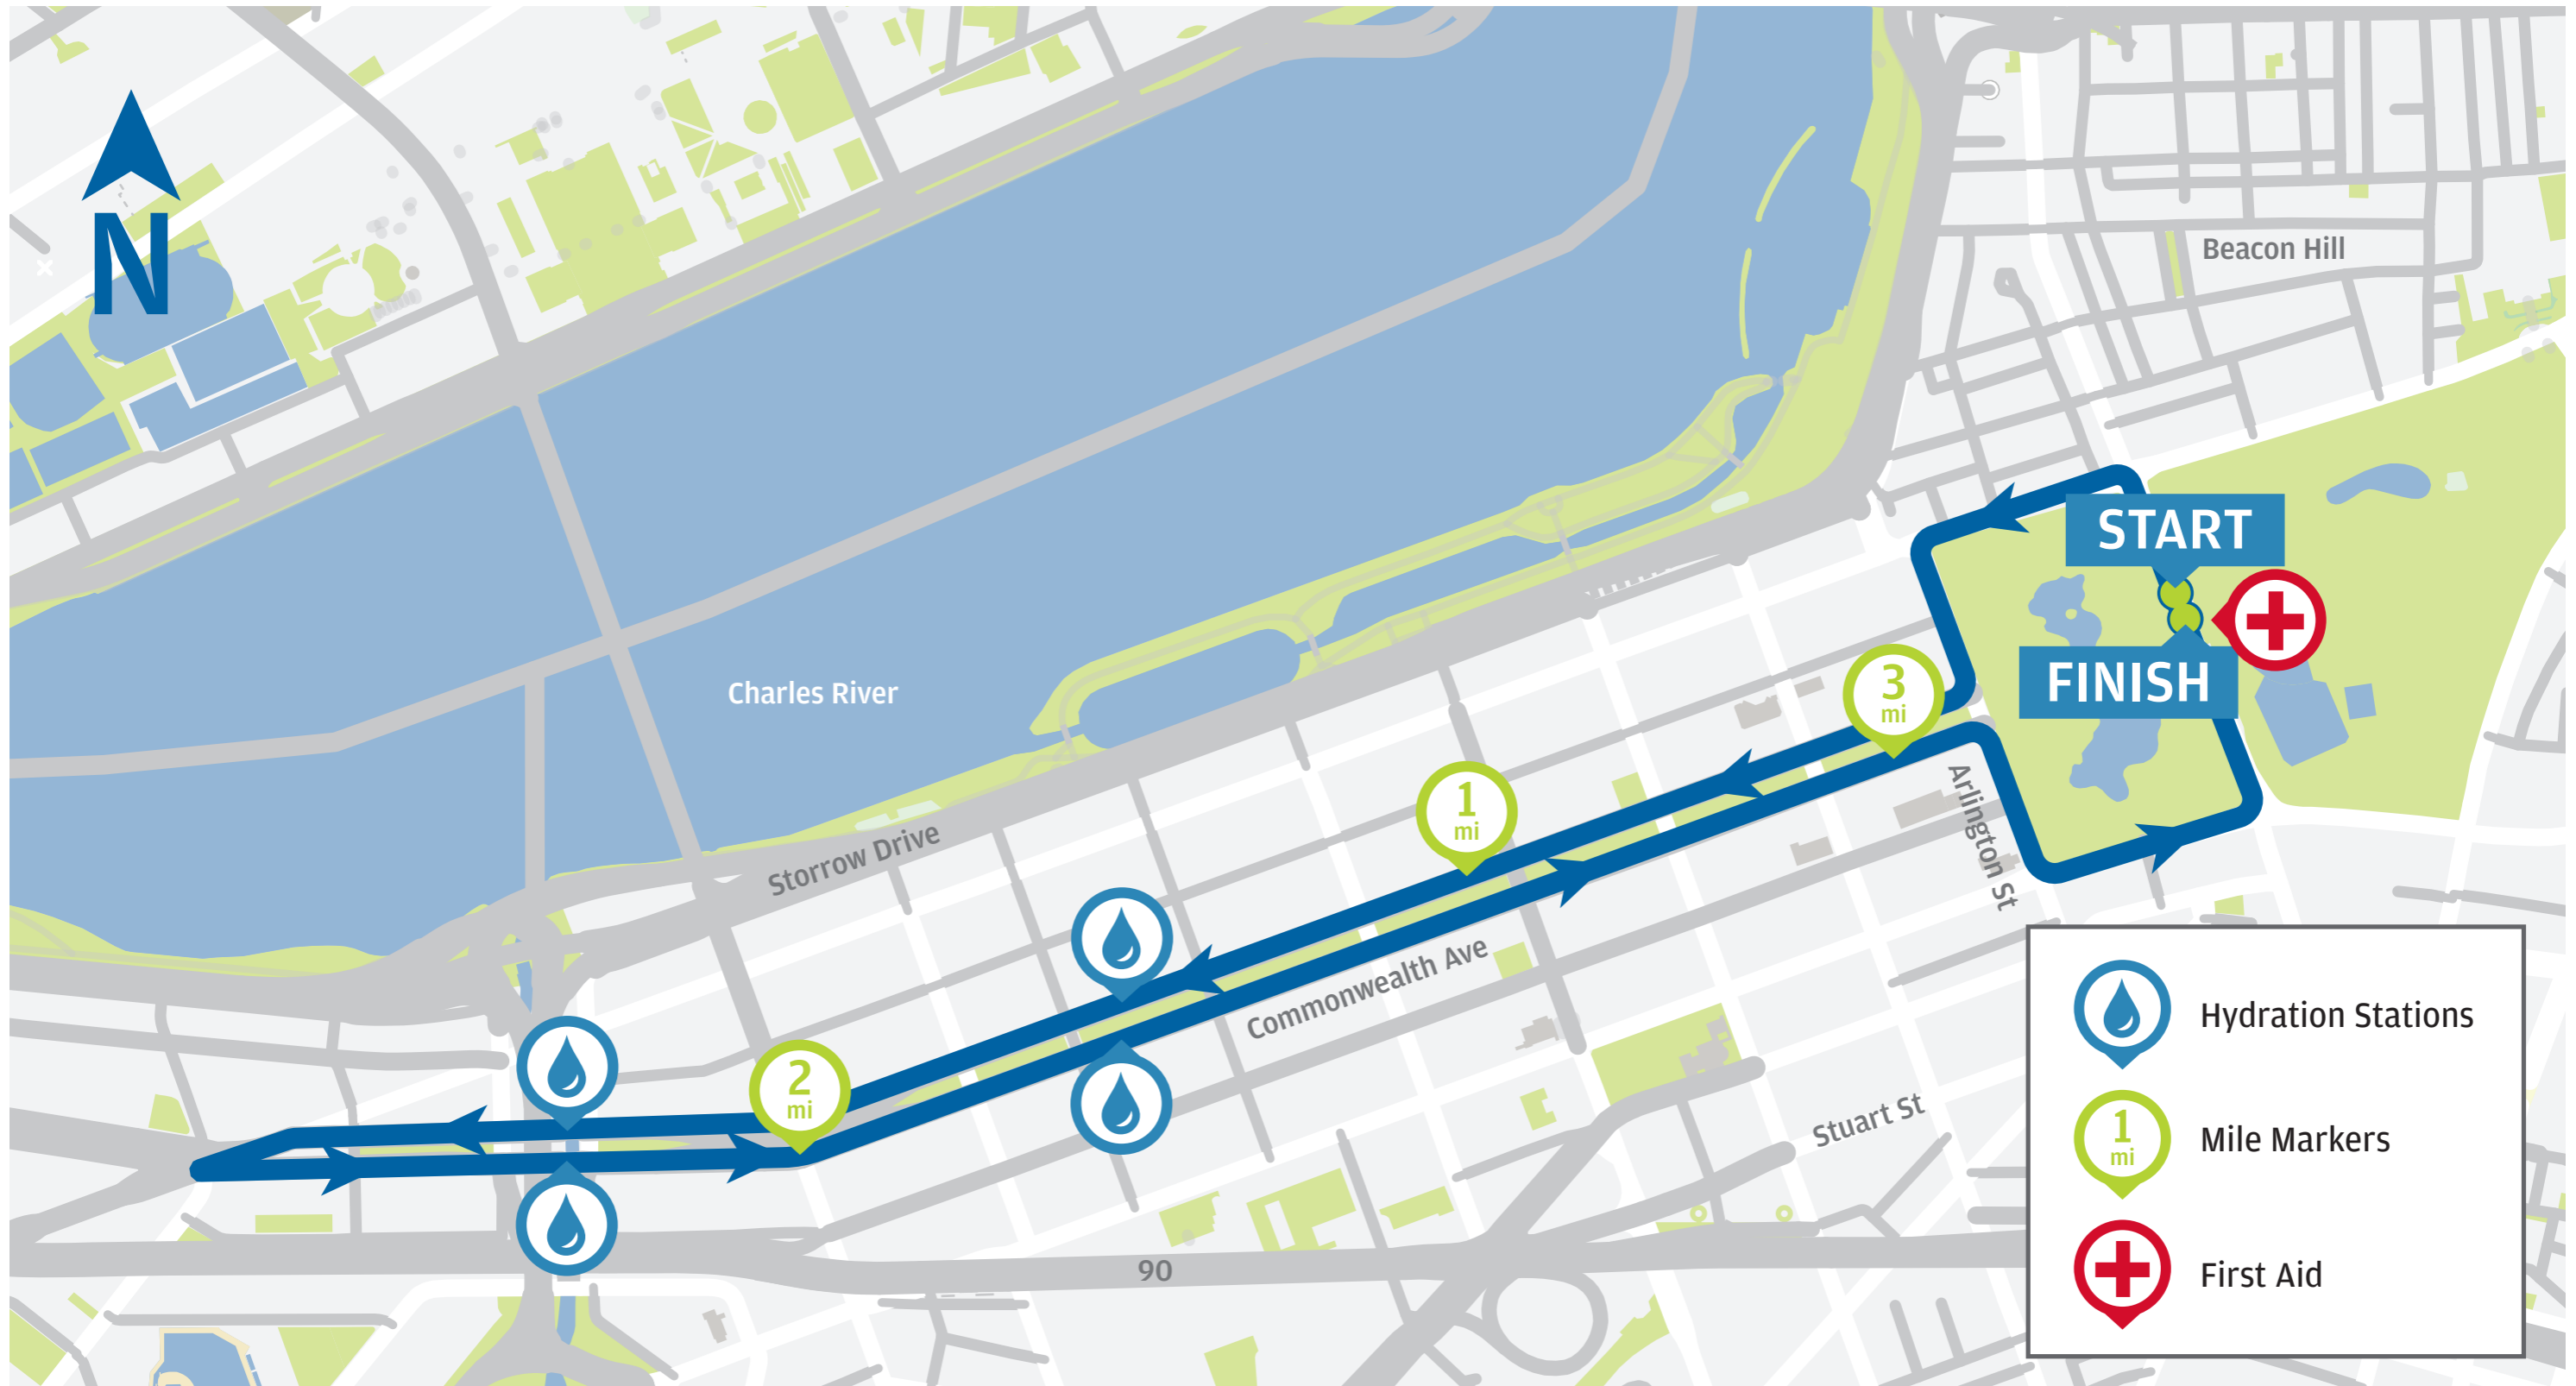 N
Beacon Hill
START
FINISH
Charles River
3
mi
1
mi
Arlington St
Storrow Drive
Commonwealth Ave
2
mi
Stuart St
90
Hydration Stations
1
mi
Mile Markers
First Aid